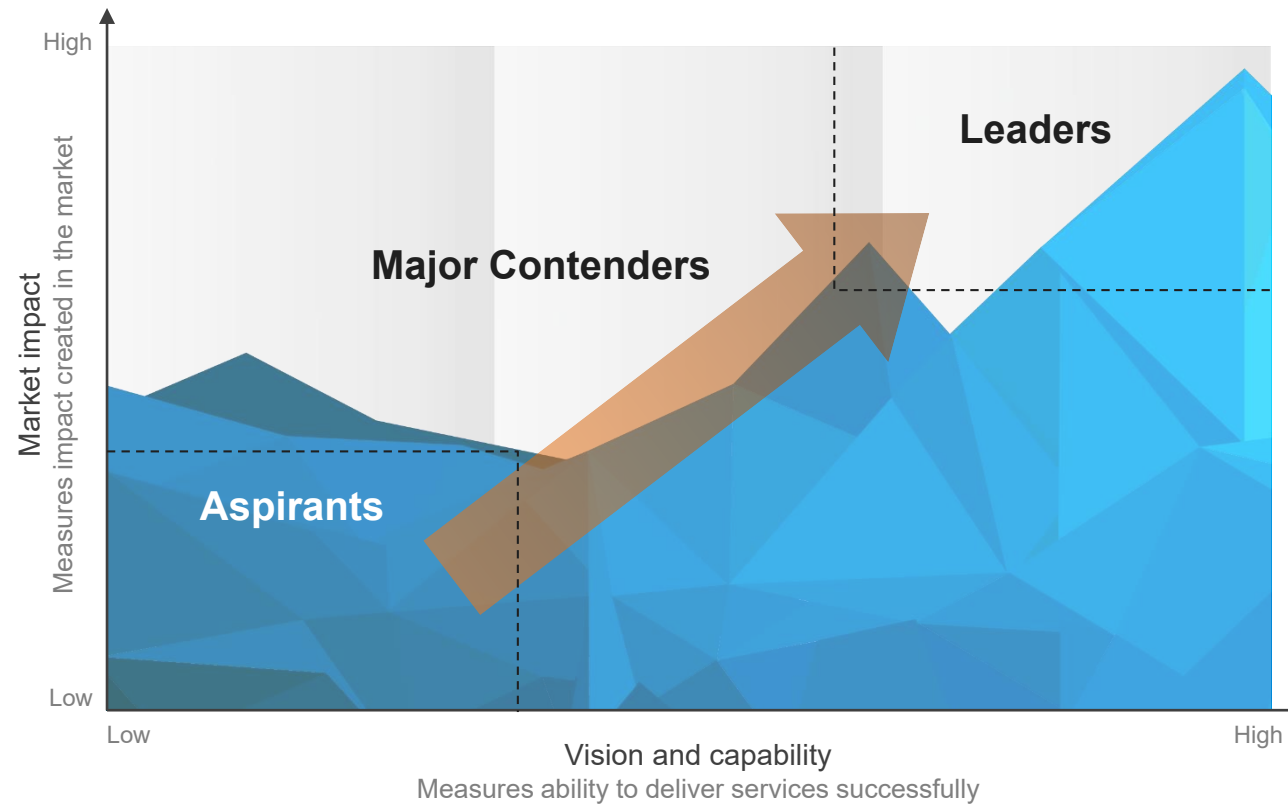 High
Leaders
Major Contenders
Market impact
Measures impact created in the market
Aspirants
Low
Low
High
Vision and capability
Measures ability to deliver services successfully